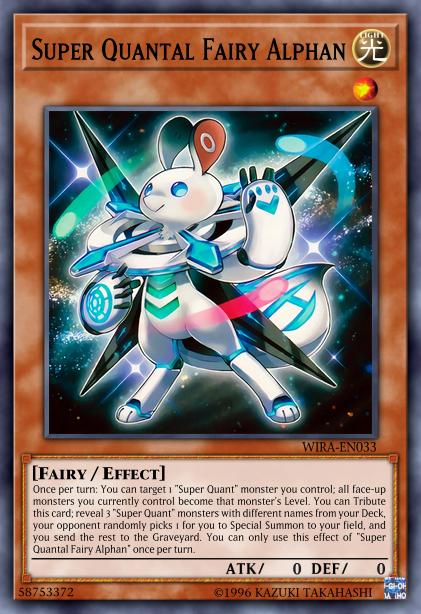 SUPER QUANTAL FAIRY ALPHAN
LIGHT
光
WIRA-EN033
[FAIRY / EFFECT]
Once per turn: You can target 1 "Super Quant" monster you control; all face-up
monsters you currently control become that monster's Level. You can Tribute
this card; reveal 3 "Super Quant" monsters with different names from your Deck,
your opponent randomly picks 1 for you to Special Summon to your field, and
you send the rest to the Graveyard. You can only use this effect of "Super
Quantal Fairy Alphan" once per turn.
ATK/ 0 DEF/ 0
58753372
©1996 KAZUKI TAKAHASHI